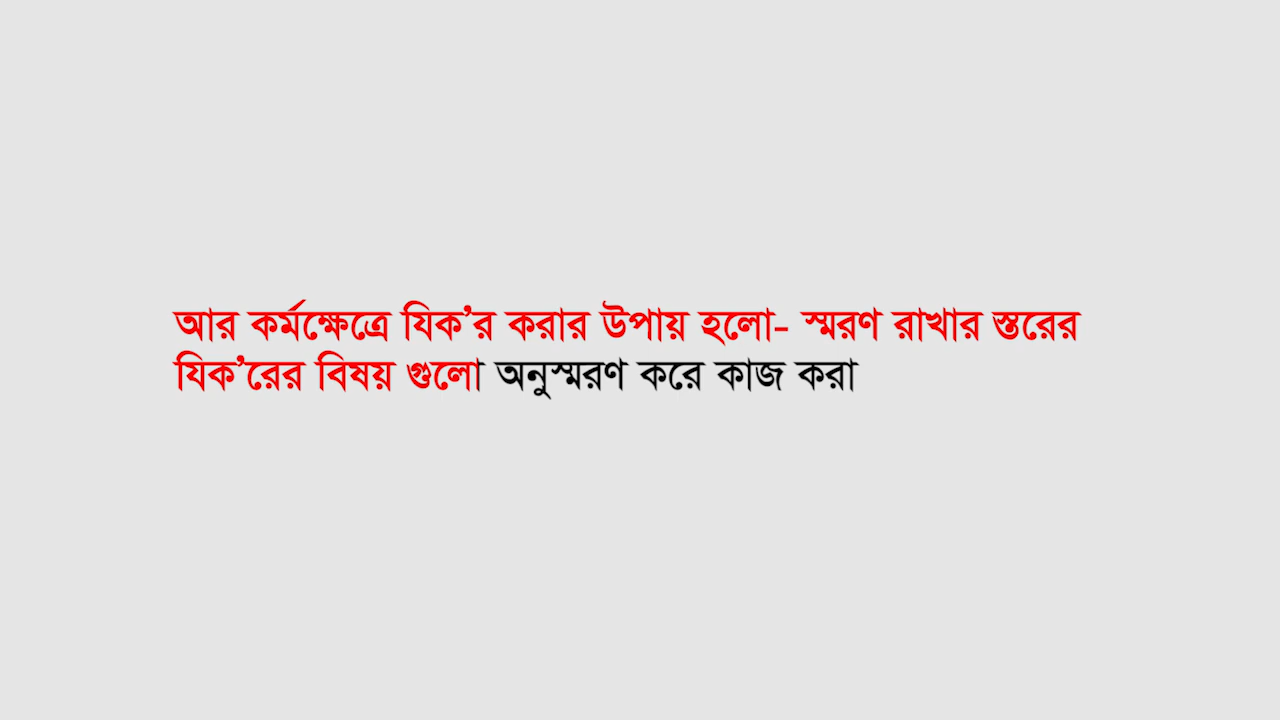 আর কর্মক্ষেত্রে যিক’র করার উপায় হলো- স্মরণ রাখার স্তরের
যিক’রের বিষয় গুলো অনুস্মরণ করে কাজ করা